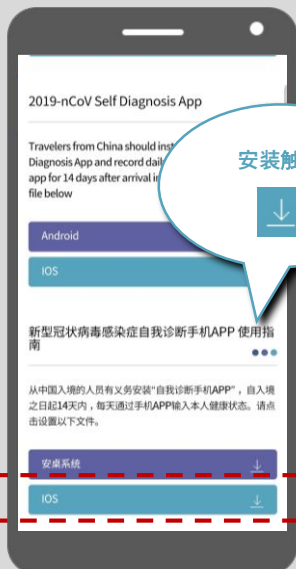 2019-nCoV Self Diagnosis App
Travelers from China should
Diagnosis App and record
app for 14 days after arrival
file below
安装触
Android
IOS
新型冠状病毒感染症自我诊断手机APP 使用指
南
从中国入境的人员有义务安装"自我诊断手机APP"，自入境
之日起14天内，每天通过手机APP输入本人健康状态。请点
击设置以下文件。
安卓系统
IOS